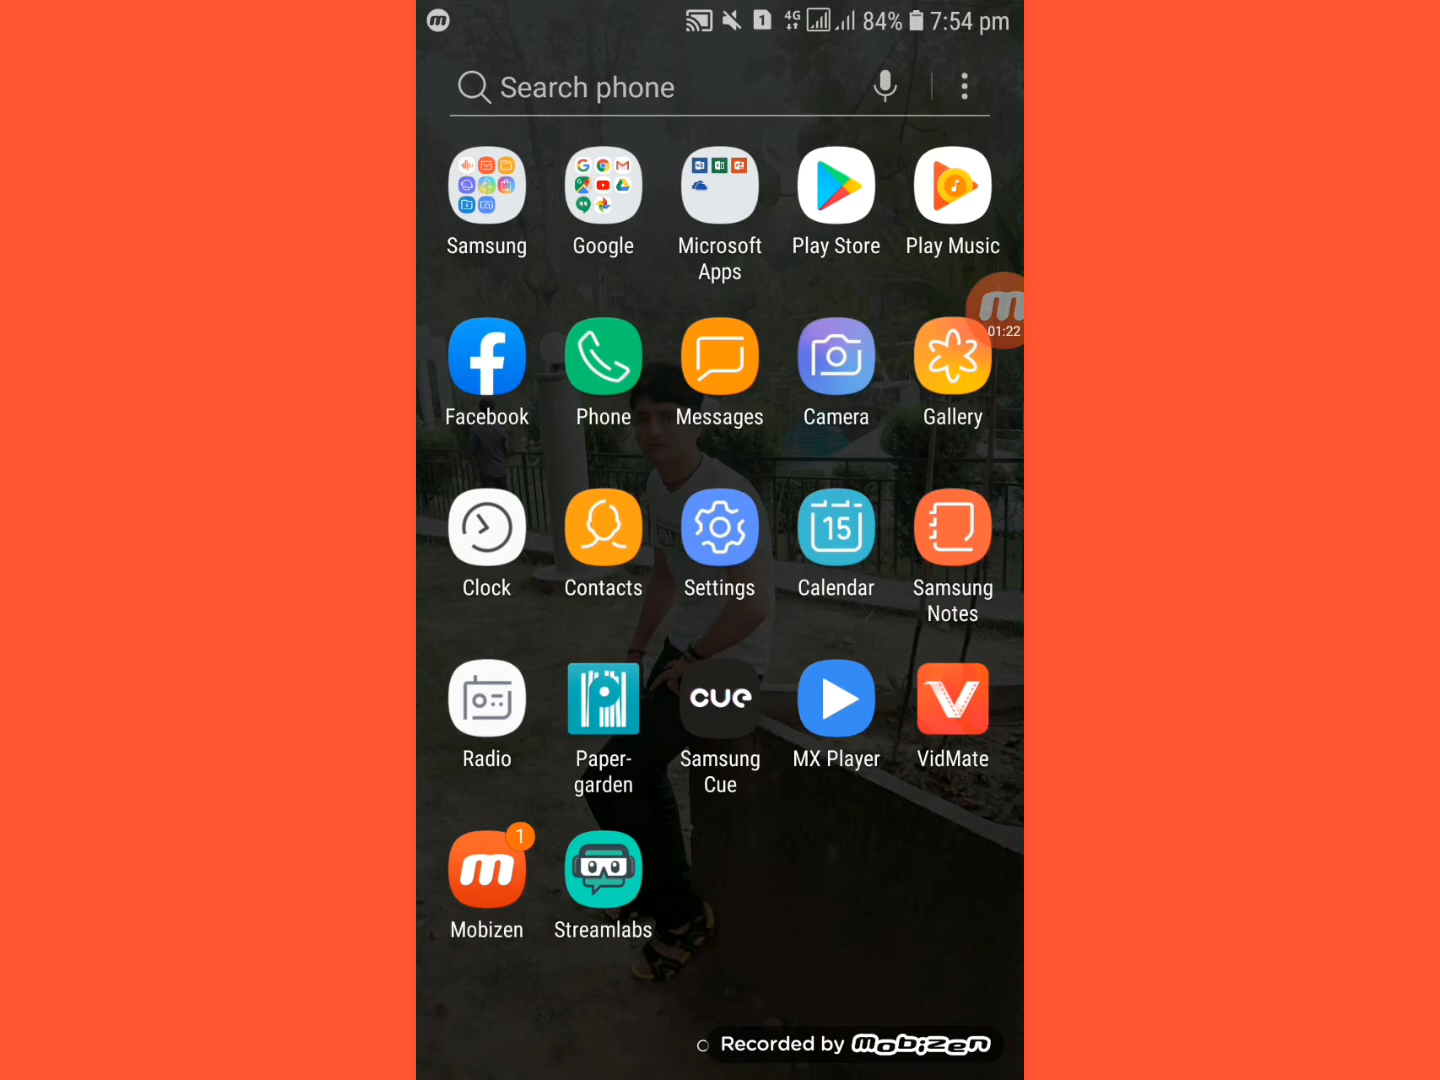 84% 7:54 pm
Search phone
Samsung
Google
Microsoft Apps
Play Store
Play Music
01:22
Facebook
Phone
Messages
Camera
Gallery
Clock
Contacts
Settings
15
Calendar
Samsung Notes
Radio
Paper-garden
cue
Samsung Cue
MX Player
VidMate
1
Mobizen
Streamlabs
Recorded by mobizen